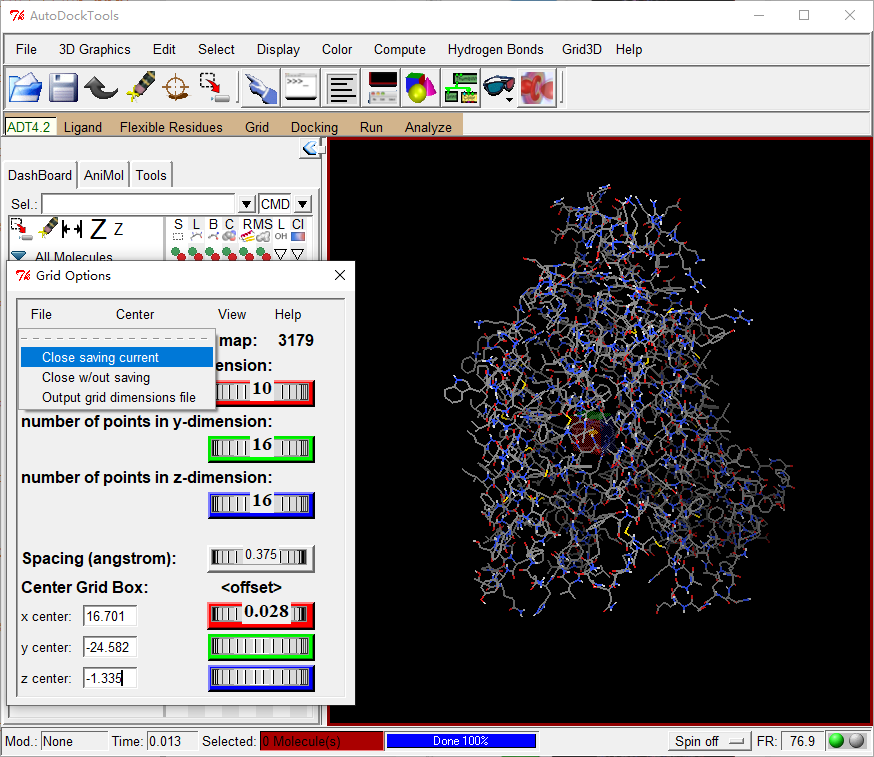 AutoDockTools
File 3D Graphics Edit Select Display Color Compute Hydrogen Bonds Grid3D Help
ADT4.2 Ligand Flexible Residues Grid Docking Run Analyze
DashBoard AniMol Tools
Sel.: CMD
Z Z S L B C R MS L Cl
OH
All Molecules
Grid Options
File Center View Help
map: 3179
Close saving current
ension:
Close w/out saving
10
Output grid dimensions file
number of points in y-dimension:
16
number of points in z-dimension:
16
Spacing (angstrom): 0.375
Center Grid Box: <offset>
x center: 16.701 0.028
y center: -24.582
z center: -1.335
Mod.: None Time: 0.013 Selected: 0 Molecule(s) Done 100% Spin off FR: 76.9